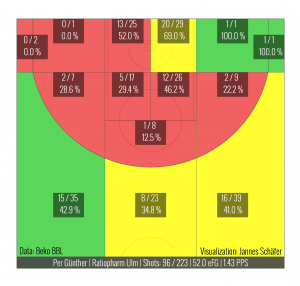 0 / 1
0.0 %
13 / 25
52.0 %
20 / 29
69.0 %
1 / 1
100.0 %
0 / 2
0.0 %
1 / 1
100.0 %
2 / 7
28.6 %
5 / 17
29.4 %
12 / 26
46.2 %
2 / 9
22.2 %
1 / 8
12.5 %
15 / 35
42.9 %
8 / 23
34.8 %
16 / 39
41.0 %
Data: Beko BBL
Visualization: Jannes Schäfer
Per Günther | Ratiopharm Ulm | Shots: 96 / 223 | 52.0 eFG | 1.43 PPS